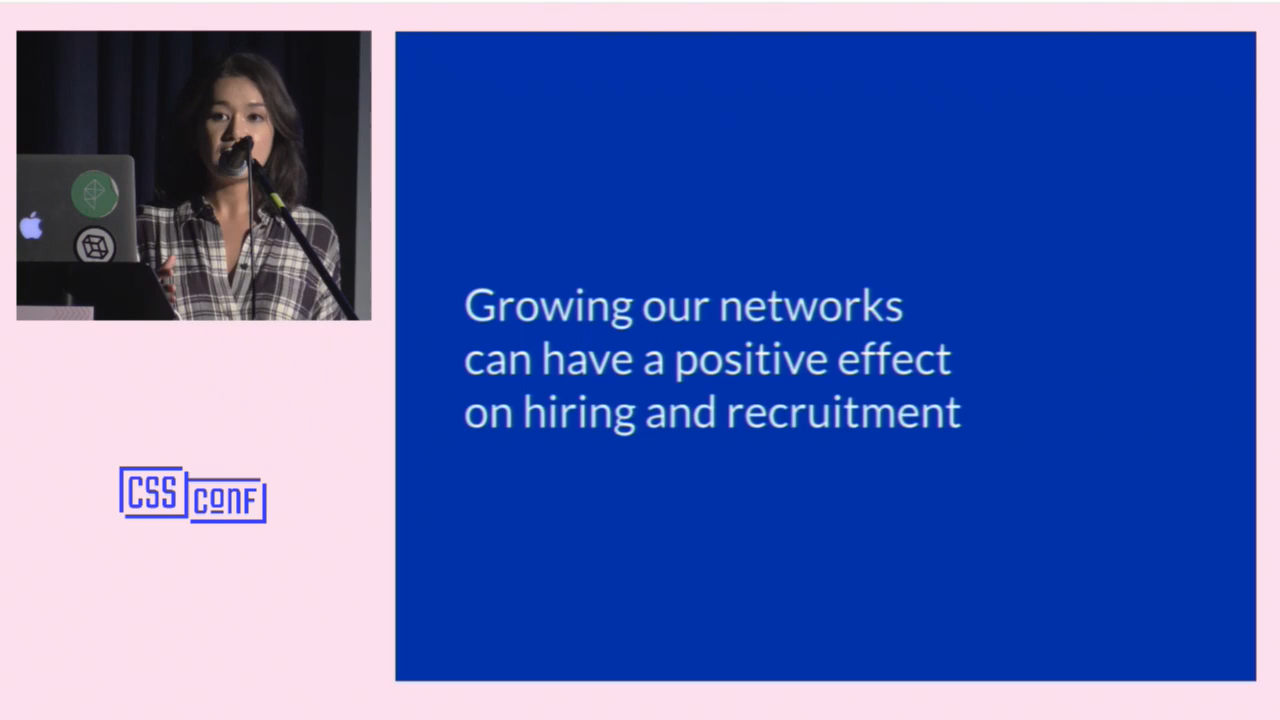 Growing our networks
can have a positive effect
on hiring and recruitment
CSS
CONF